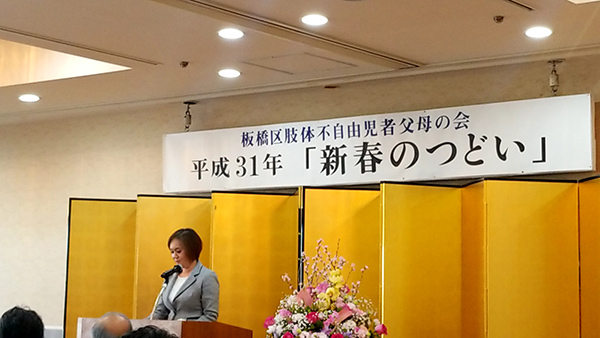 板橋区肢体不自由児者父母の会
平成31年「新春のつどい」